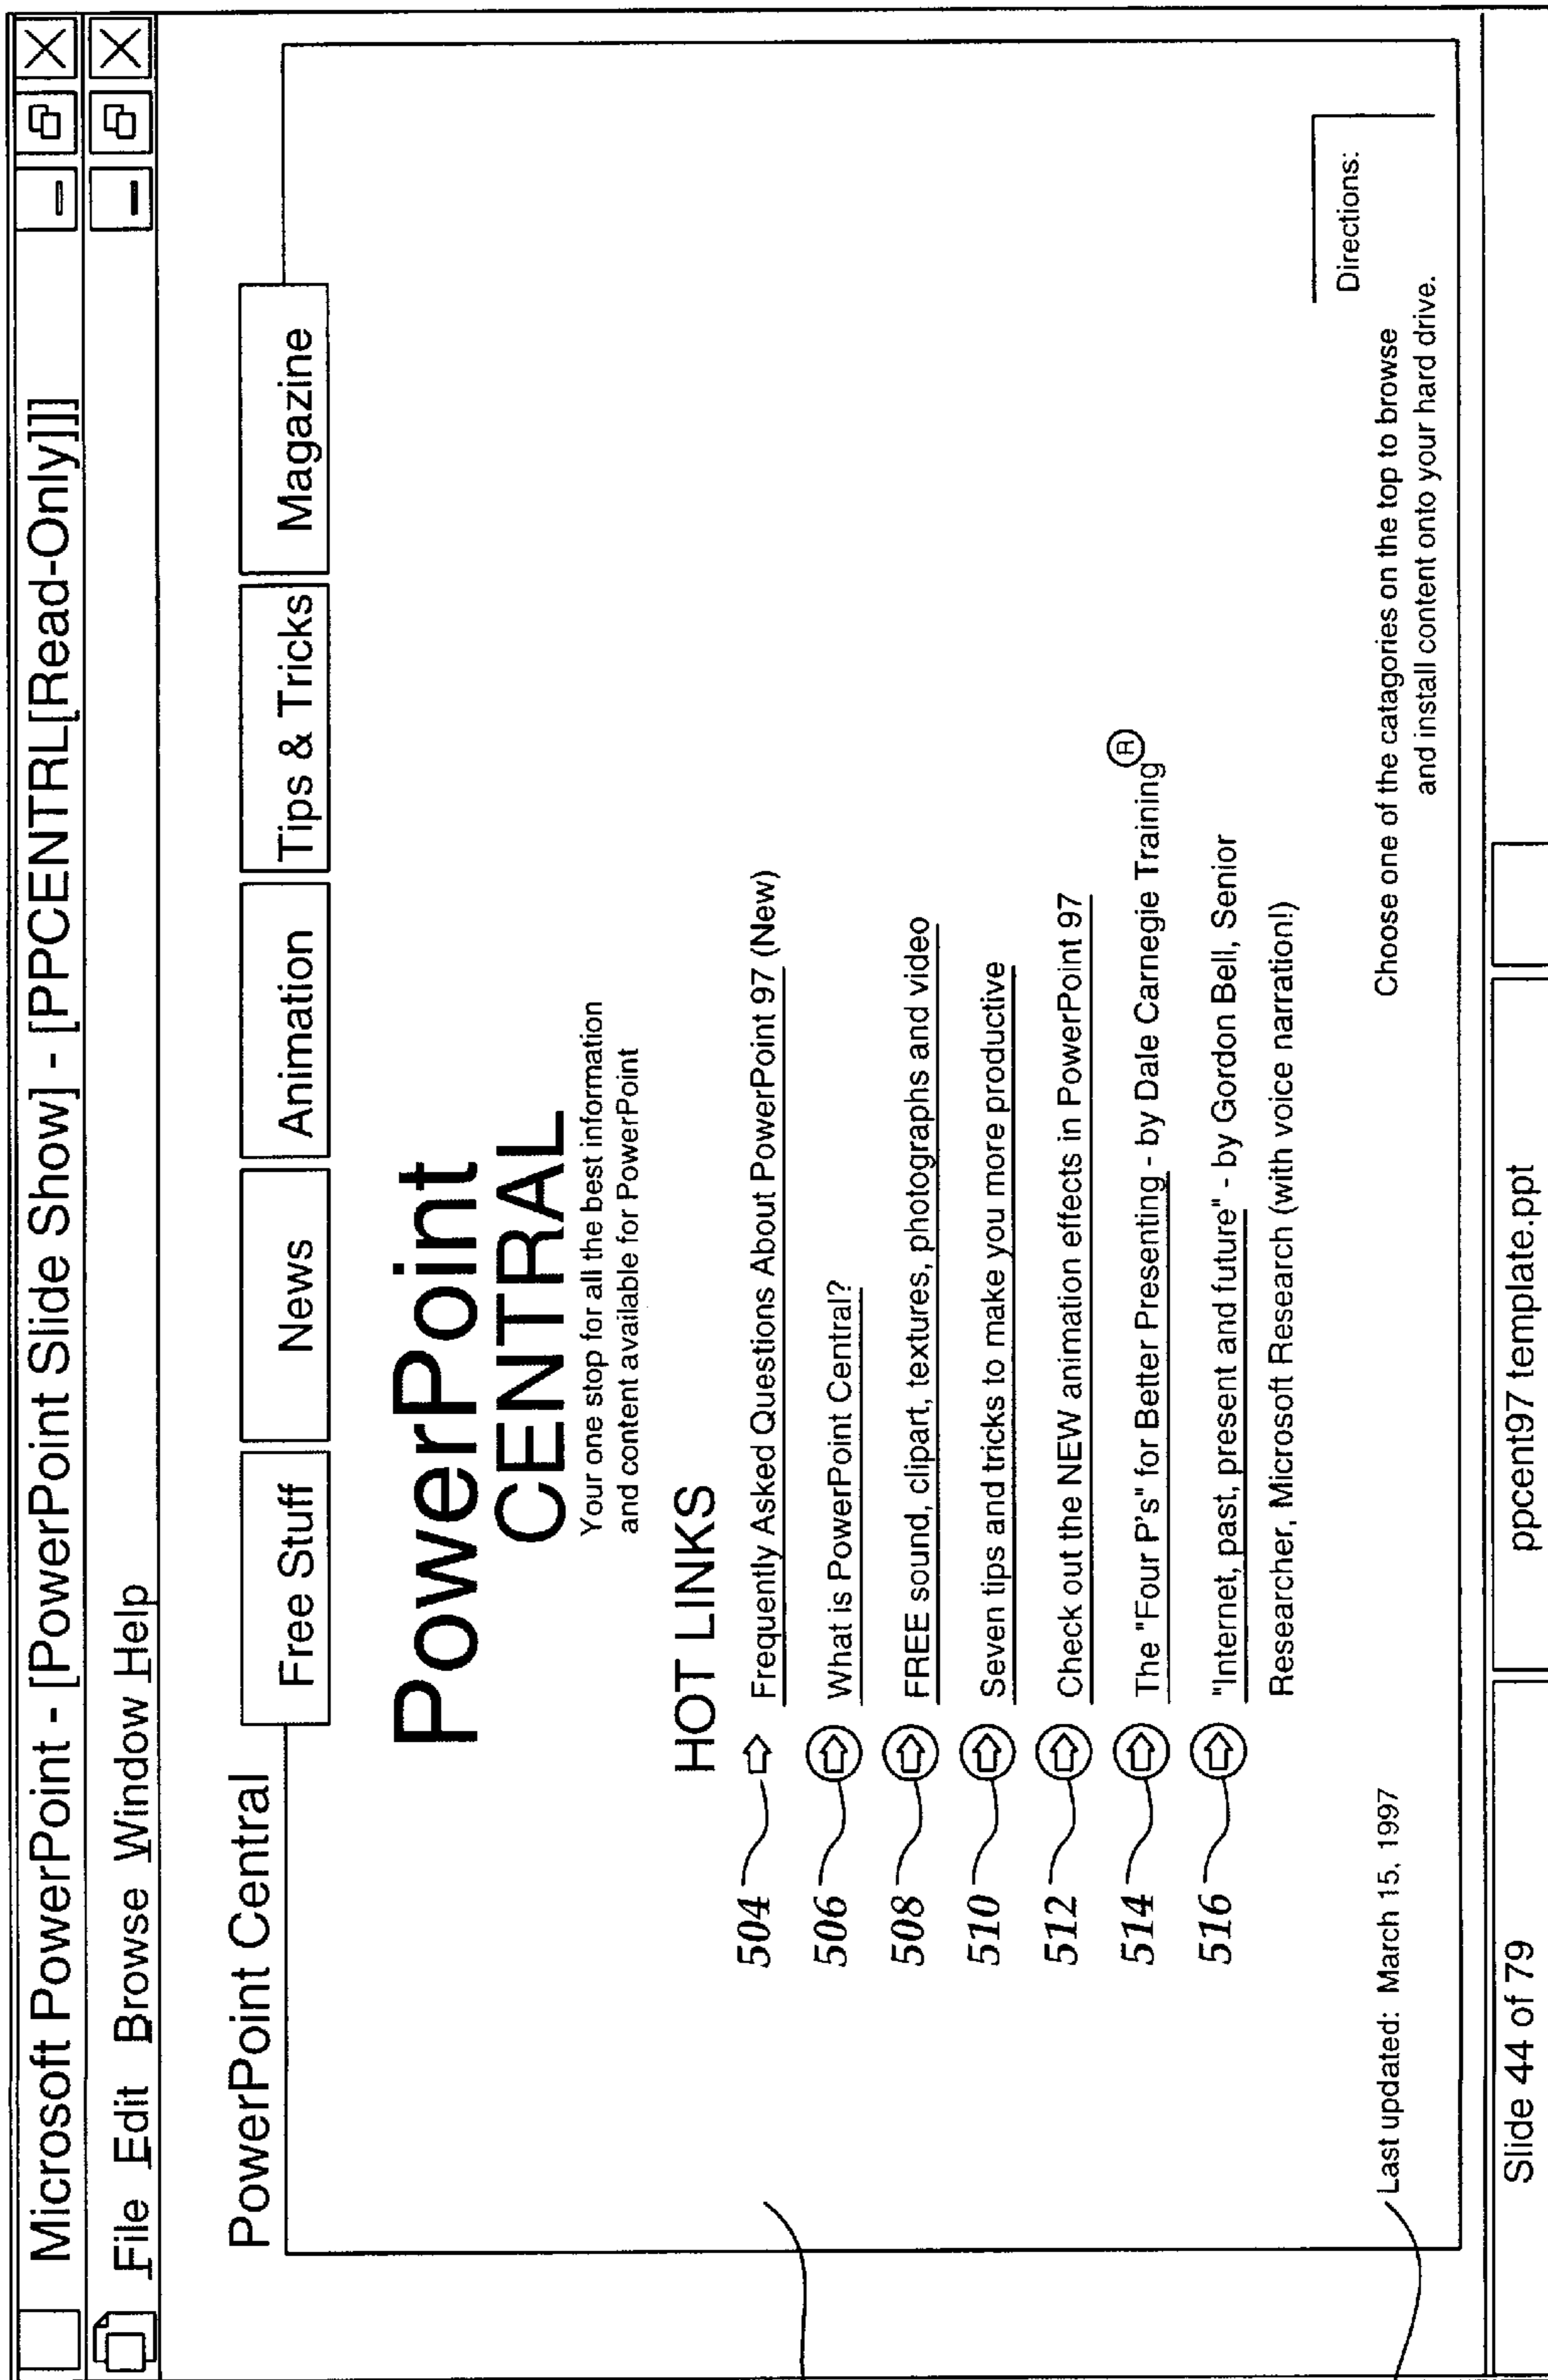 Microsoft PowerPoint - [PowerPoint Slide Show] - [PPCENTRL[Read-Only]]]
File Edit Browse Window Help
PowerPoint Central
Free Stuff
News
Animation
Tips & Tricks
Magazine
PowerPoint
CENTRAL
Your one stop for all the best information
and content available for PowerPoint
HOT LINKS
504 Frequently Asked Questions About PowerPoint 97 (New)
506 What is PowerPoint Central?
508 FREE sound, clipart, textures, photographs and video
510 Seven tips and tricks to make you more productive
512 Check out the NEW animation effects in PowerPoint 97
514 The "Four P's" for Better Presenting - by Dale Carnegie Training ®
516 "Internet, past, present and future" - by Gordon Bell, Senior
Researcher, Microsoft Research (with voice narration!)
Directions:
Last updated: March 15, 1997
Choose one of the catagories on the top to browse
and install content onto your hard drive.
Slide 44 of 79
ppcent97 template.ppt